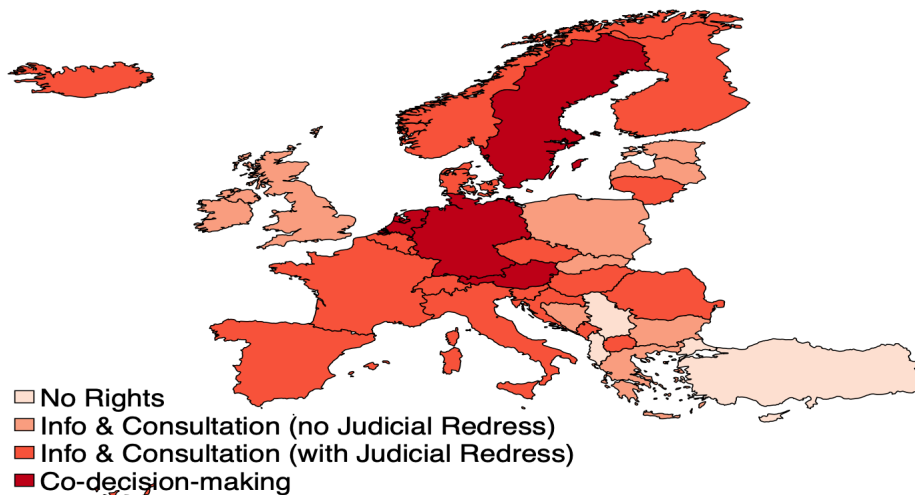 No Rights
Info & Consultation (no Judicial Redress)
Info & Consultation (with Judicial Redress)
Co-decision-making